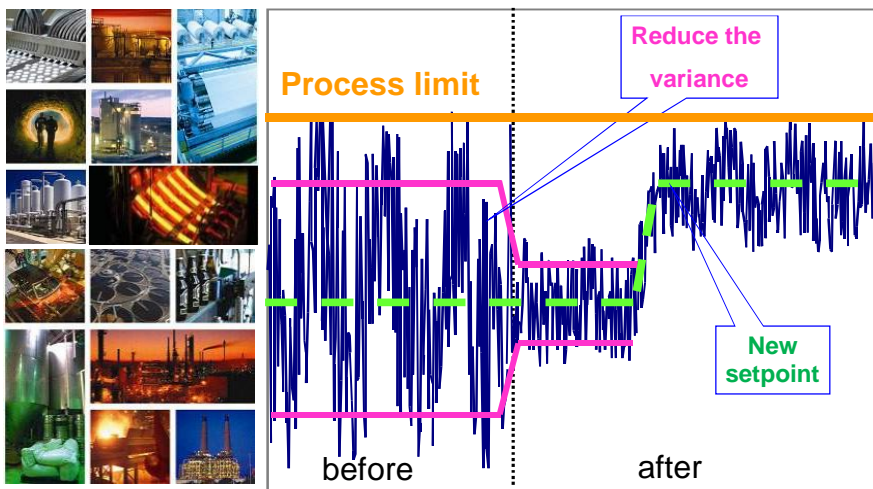 Reduce the
variance
Process limit
New
setpoint
before
after